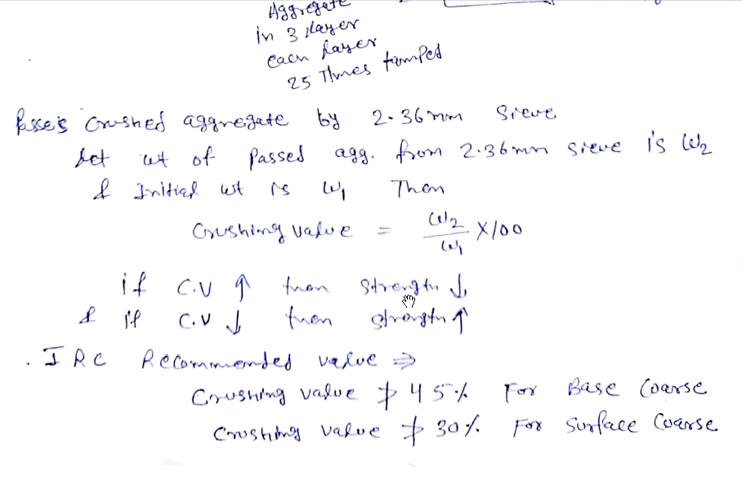 Aggregate
in 3 layer
each layer
25 Times tamped
Passes crushed aggregate by 2.36mm Sieve
Let wt of passed agg. from 2.36mm sieve is W2
& Initial wt is W1 Then
Crushing value = W2/W1 X100
if C.V ↑ then strength ↓
& if C.V ↓ then strength ↑
. IRC Recommended value ⇒
Crushing value ≯ 45% For Base Coarse
Crushing value ≯ 30% For Surface Coarse